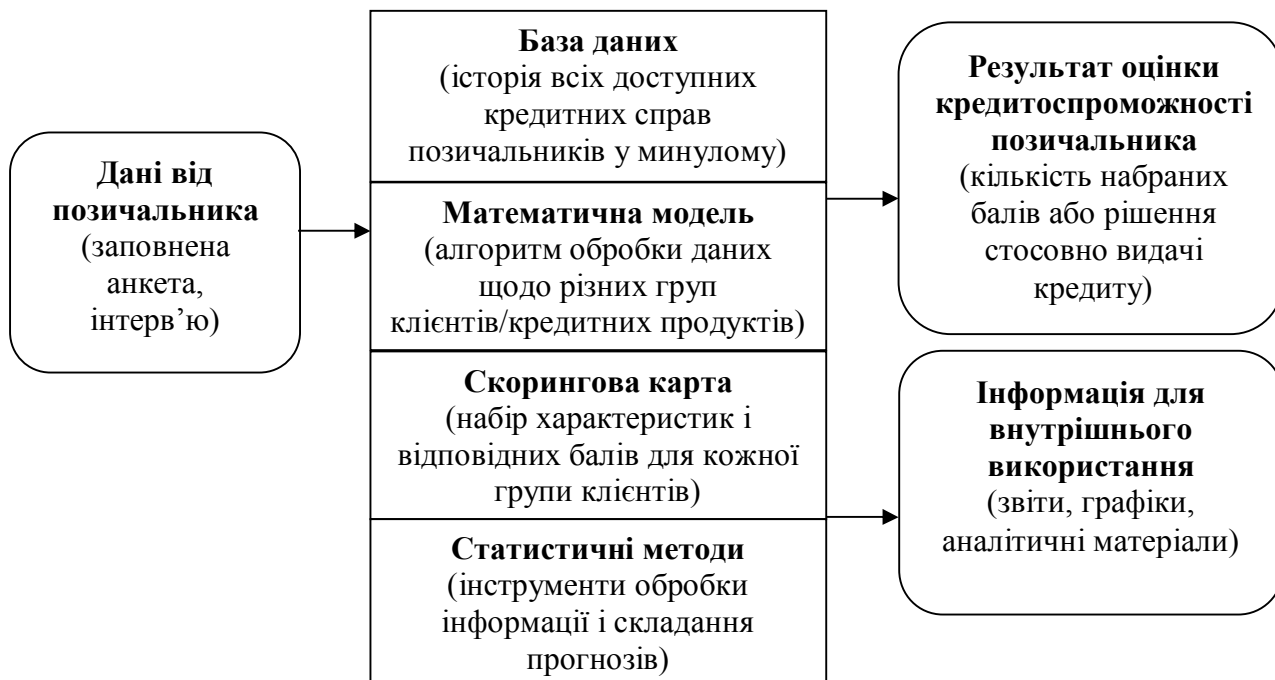 Дані від
позичальника
(заповнена
анкета,
інтерв’ю)
База даних
(історія всіх доступних
кредитних справ
позичальників у минулому)
Математична модель
(алгоритм обробки даних
щодо різних груп
клієнтів/кредитних продуктів)
Скорингова карта
(набір характеристик і
відповідних балів для кожної
групи клієнтів)
Статистичні методи
(інструменти обробки
інформації і складання
прогнозів)
Результат оцінки
кредитоспроможності
позичальника
(кількість набраних
балів або рішення
стосовно видачі
кредиту)
Інформація для
внутрішнього
використання
(звіти, графіки,
аналітичні матеріали)